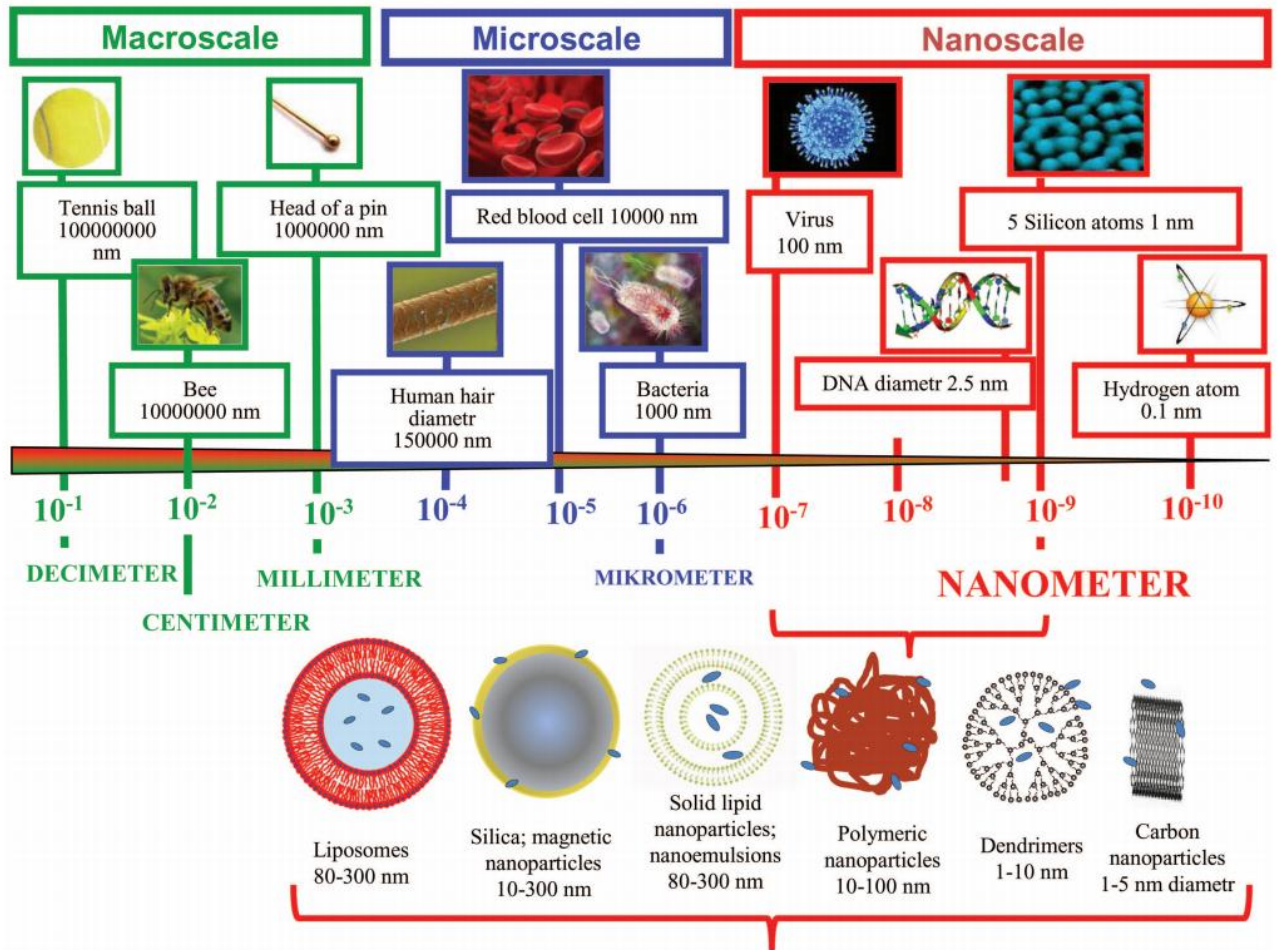 Macroscale
Microscale
Nanoscale
Tennis ball
100000000
nm
Head of a pin
1000000 nm
Red blood cell 10000 nm
Virus
100 nm
5 Silicon atoms 1 nm
Bee
10000000 nm
Human hair
diametr
150000 nm
Bacteria
1000 nm
DNA diametr 2.5 nm
Hydrogen atom
0.1 nm
10-1
10-2
10-3
10-4
10-5
10-6
10-7
10-8
10-9
10-10
DECIMETER
MILLIMETER
MIKROMETER
NANOMETER
CENTIMETER
Liposomes
80-300 nm
Silica; magnetic
nanoparticles
10-300 nm
Solid lipid
nanoparticles;
nanoemulsions
80-300 nm
Polymeric
nanoparticles
10-100 nm
Dendrimers
1-10 nm
Carbon
nanoparticles
1-5 nm diametr